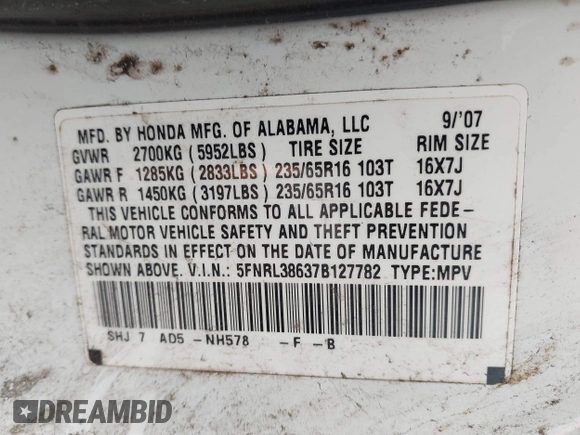 MFD. BY HONDA MFG. OF ALABAMA, LLC 9/'07
GVWR 2700KG (5952LBS) TIRE SIZE RIM SIZE
GAWR F 1285KG (2833LBS) 235/65R16 103T 16X7J
GAWR R 1450KG (3197LBS) 235/65R16 103T 16X7J
THIS VEHICLE CONFORMS TO ALL APPLICABLE FEDE-
RAL MOTOR VEHICLE SAFETY AND THEFT PREVENTION
STANDARDS IN EFFECT ON THE DATE OF MANUFACTURE
SHOWN ABOVE. V.I.N.: 5FNRL38637B127782 TYPE:MPV
SHJ 7 AD5 -NH578 -F -B
DREAMBID